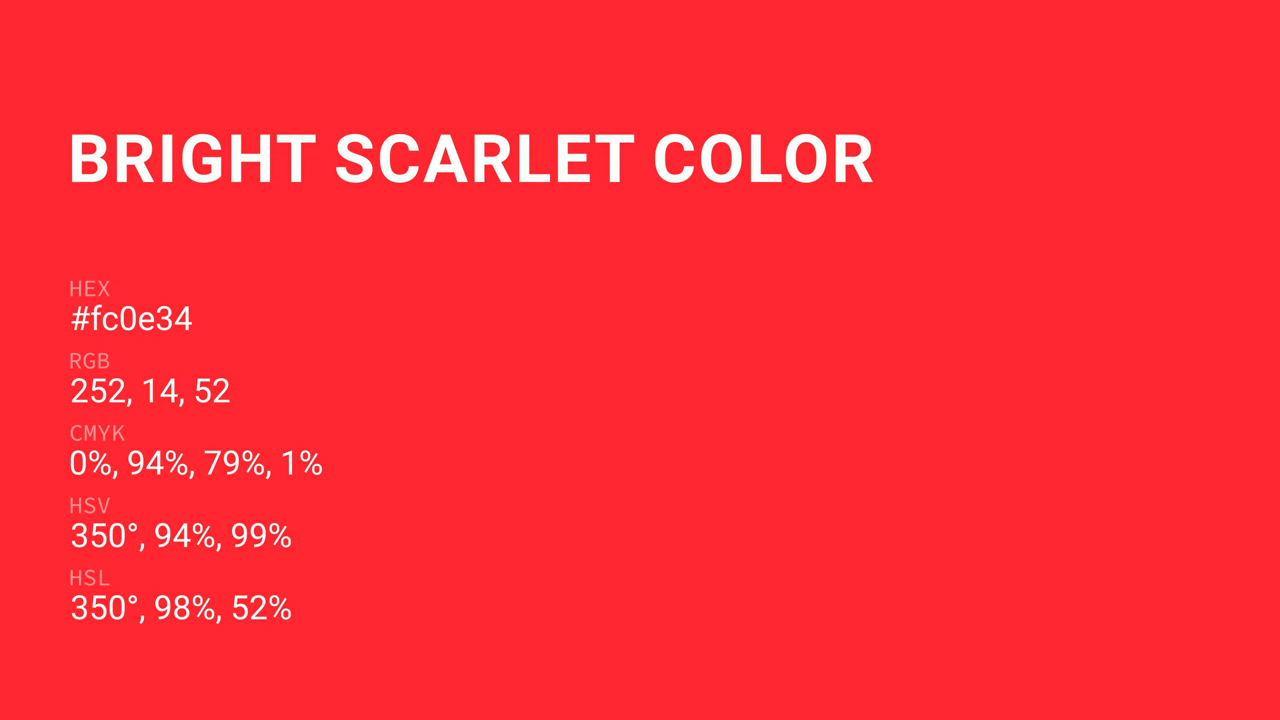 BRIGHT SCARLET COLOR
HEX
#fc0e34
RGB
252, 14, 52
CMYK
0%, 94%, 79%, 1%
HSV
350°, 94%, 99%
HSL
350°, 98%, 52%